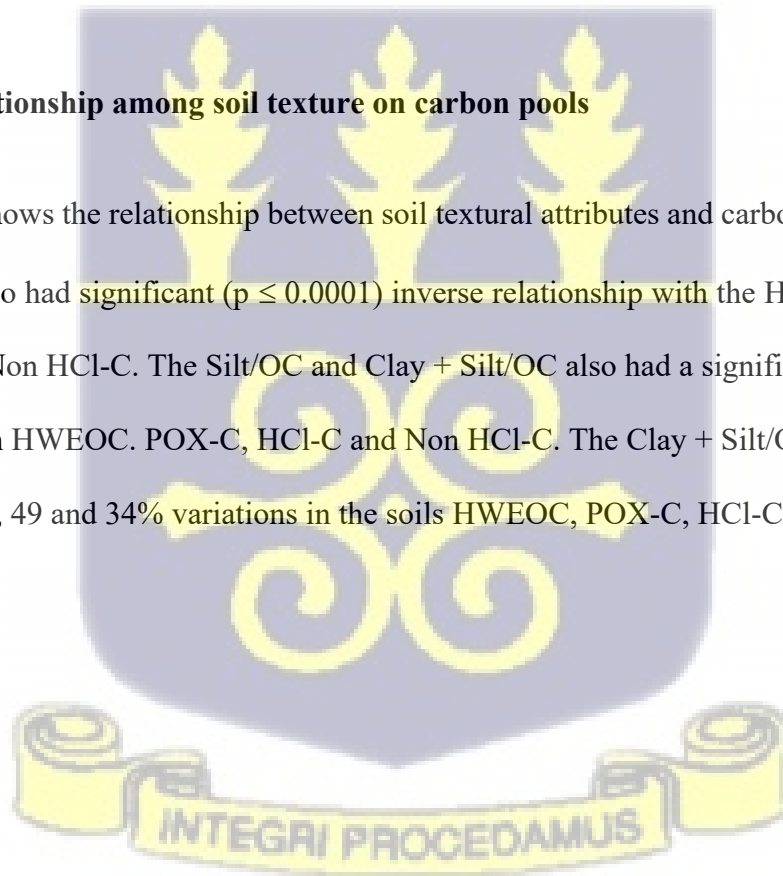 tionship among soil texture on carbon pools
ows the relationship between soil textural attributes and carbo
o had significant (p ≤ 0.0001) inverse relationship with the H
Non HCl-C. The Silt/OC and Clay + Silt/OC also had a signifi
HWEOC. POX-C, HCl-C and Non HCl-C. The Clay + Silt/
, 49 and 34% variations in the soils HWEOC, POX-C, HCl-C
INTEGRI PROCEDAMUS